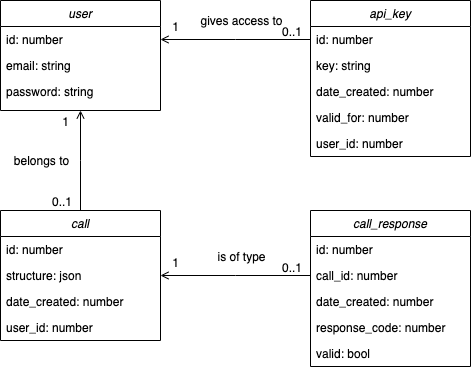 user
id: number
email: string
password: string
1
gives access to
0..1
api_key
id: number
key: string
date_created: number
valid_for: number
user_id: number
1
belongs to
0..1
call
id: number
structure: json
date_created: number
user_id: number
1
is of type
0..1
call_response
id: number
call_id: number
date_created: number
response_code: number
valid: bool